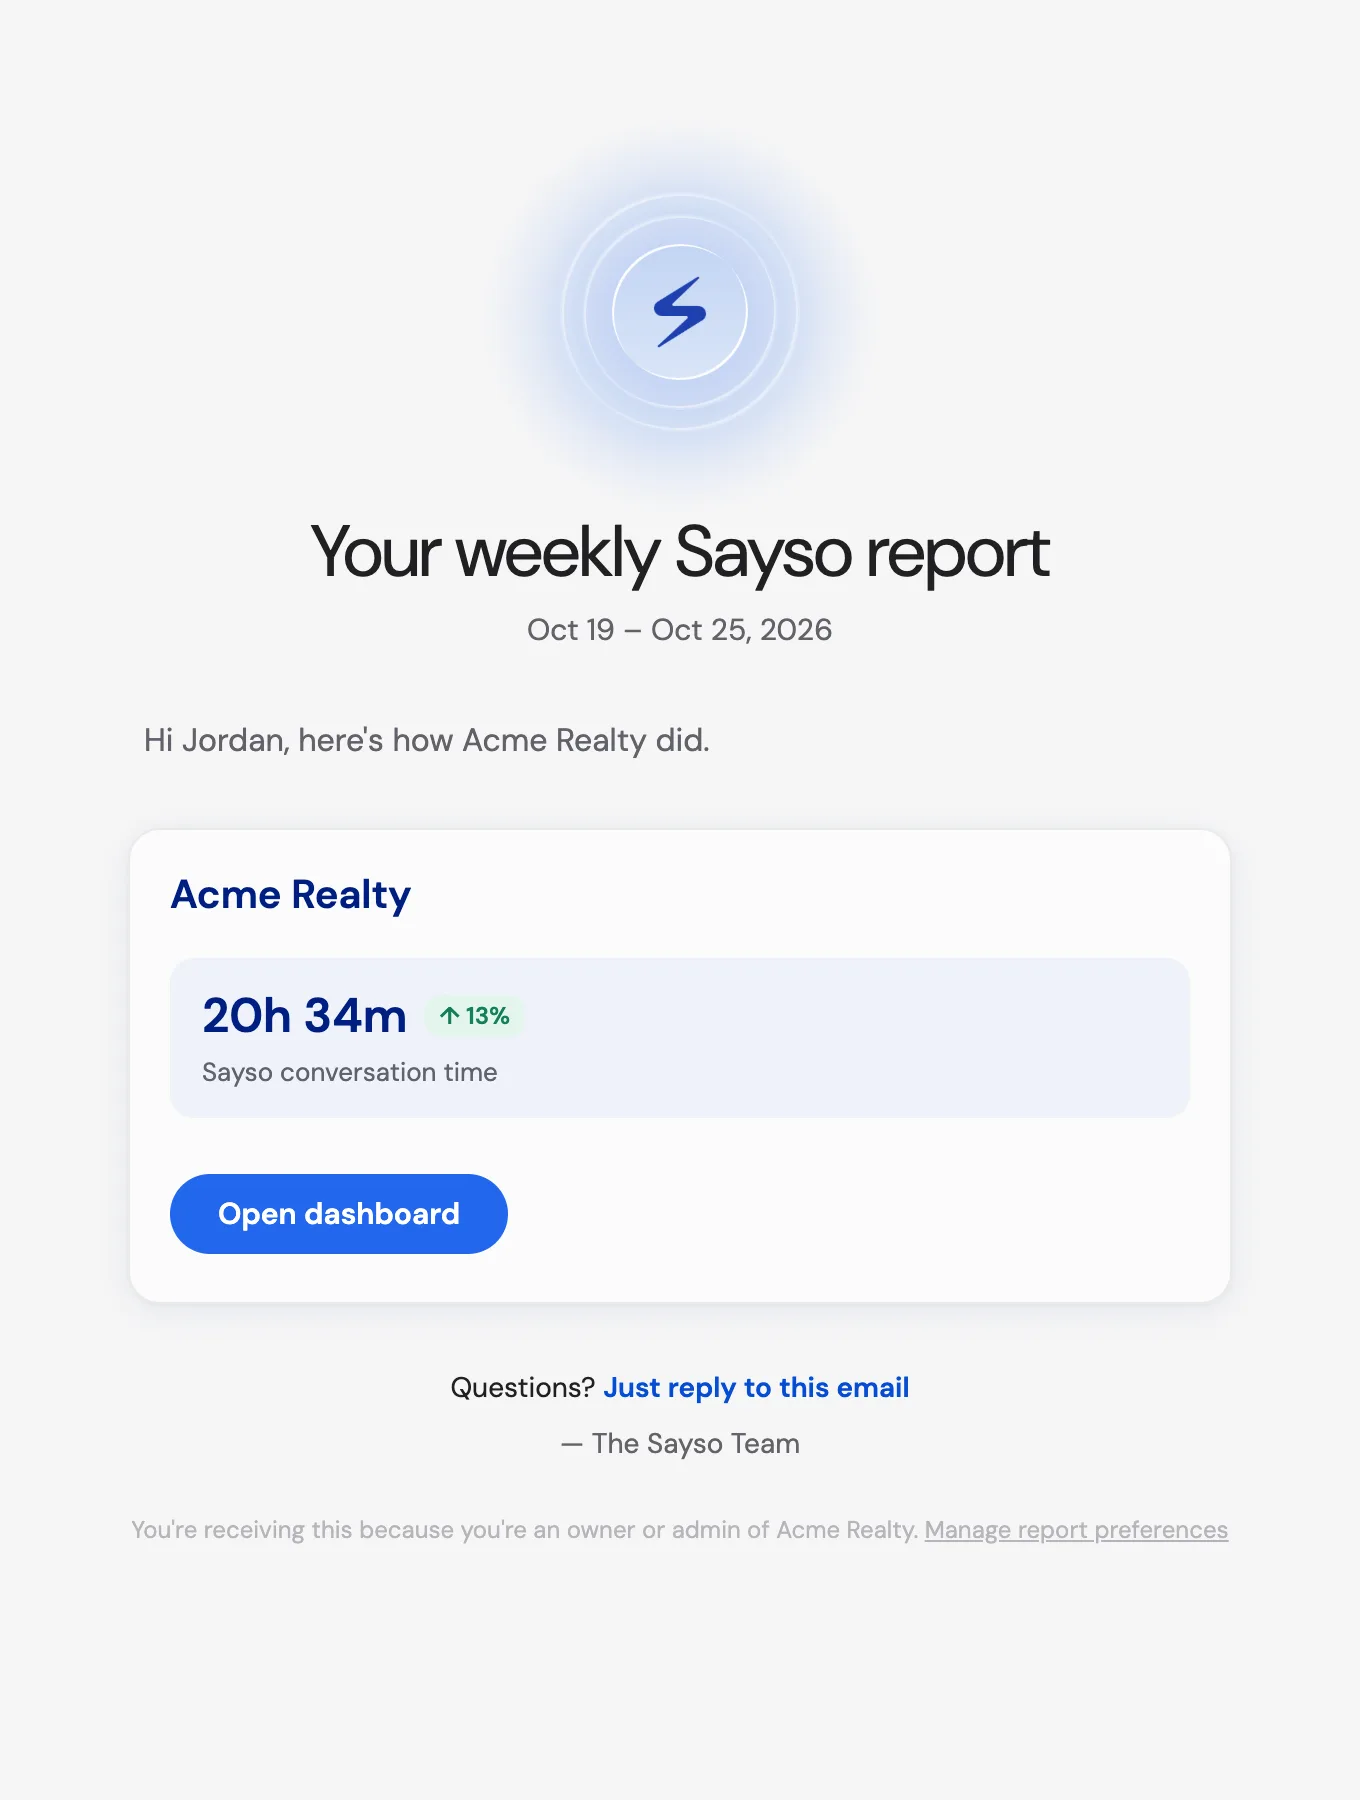 Your weekly Sayso report
Oct 19 – Oct 25, 2026
Hi Jordan, here's how Acme Realty did.
Acme Realty
20h 34m ↑ 13%
Sayso conversation time
Open dashboard
Questions? Just reply to this email
— The Sayso Team
You're receiving this because you're an owner or admin of Acme Realty. Manage report preferences